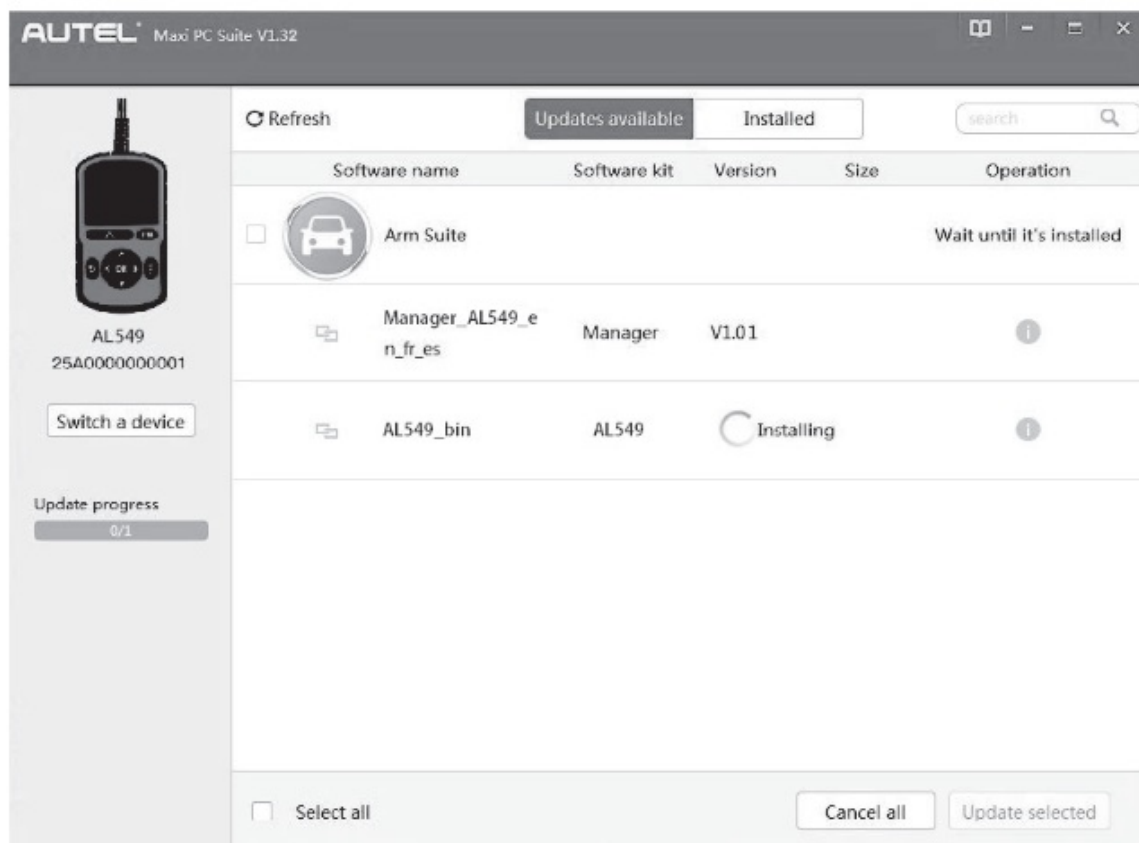 AUTEL Maxi PC Suite V1.32
Refresh
Updates available
Installed
search
Software name
Software kit
Version
Size
Operation
Arm Suite
Wait until it's installed
Manager_AL549_e
n_fr_es
Manager
V1.01
AL549_bin
AL549
Installing
OK
AL549
25A0000000001
Switch a device
Update progress
0/1
Select all
Cancel all
Update selected